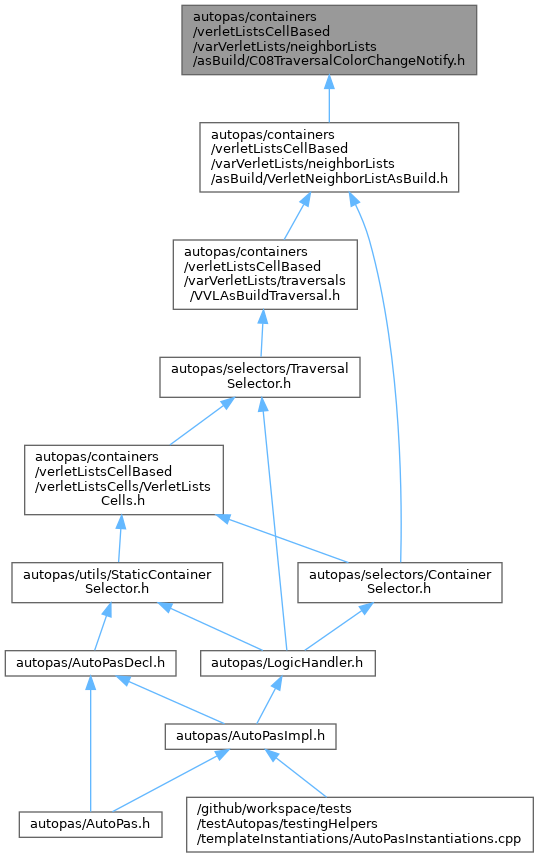 autopas/containers
/verletListsCellBased
/varVerletLists/neighborLists
/asBuild/C08TraversalColorChangeNotify.h
autopas/containers
/verletListsCellBased
/varVerletLists/neighborLists
/asBuild/VerletNeighborListAsBuild.h
autopas/containers
/verletListsCellBased
/varVerletLists/traversals
/VVLAsBuildTraversal.h
autopas/selectors/Traversal
Selector.h
autopas/containers
/verletListsCellBased
/verletListsCells/VerletLists
Cells.h
autopas/utils/StaticContainer
Selector.h
autopas/selectors/Container
Selector.h
autopas/AutoPasDecl.h
autopas/LogicHandler.h
autopas/AutoPasImpl.h
autopas/AutoPas.h
/github/workspace/tests
/testAutopas/testingHelpers
/templateInstantiations/AutoPasInstantiations.cpp